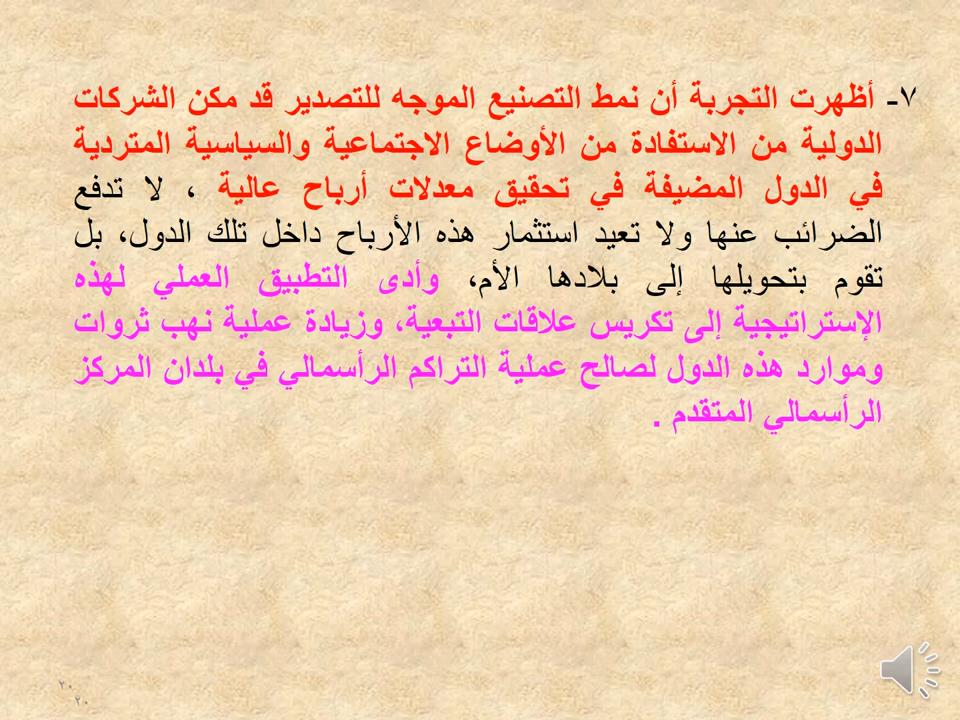 ٧- أظهرت التجربة أن نمط التصنيع الموجه للتصدير قد مكن الشركات
الدولية من الاستفادة من الأوضاع الاجتماعية والسياسية المتردية
في الدول المضيفة في تحقيق معدلات أرباح عالية ، لا تدفع
الضرائب عنها ولا تعيد استثمار هذه الأرباح داخل تلك الدول، بل
تقوم بتحويلها إلى بلادها الأم، وأدى التطبيق العملي لهذه
الإستراتيجية إلى تكريس علاقات التبعية، وزيادة عملية نهب ثروات
وموارد هذه الدول لصالح عملية التراكم الرأسمالي في بلدان المركز
الرأسمالي المتقدم .
٢٠
٢٠